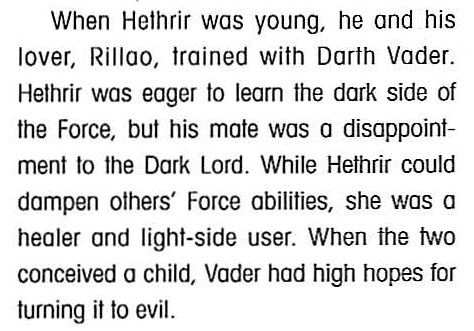 When Hethrir was young, he and his
lover, Rillao, trained with Darth Vader.
Hethrir was eager to learn the dark side of
the Force, but his mate was a disappoint-
ment to the Dark Lord. While Hethrir could
dampen others' Force abilities, she was a
healer and light-side user. When the two
conceived a child, Vader had high hopes for
turning it to evil.